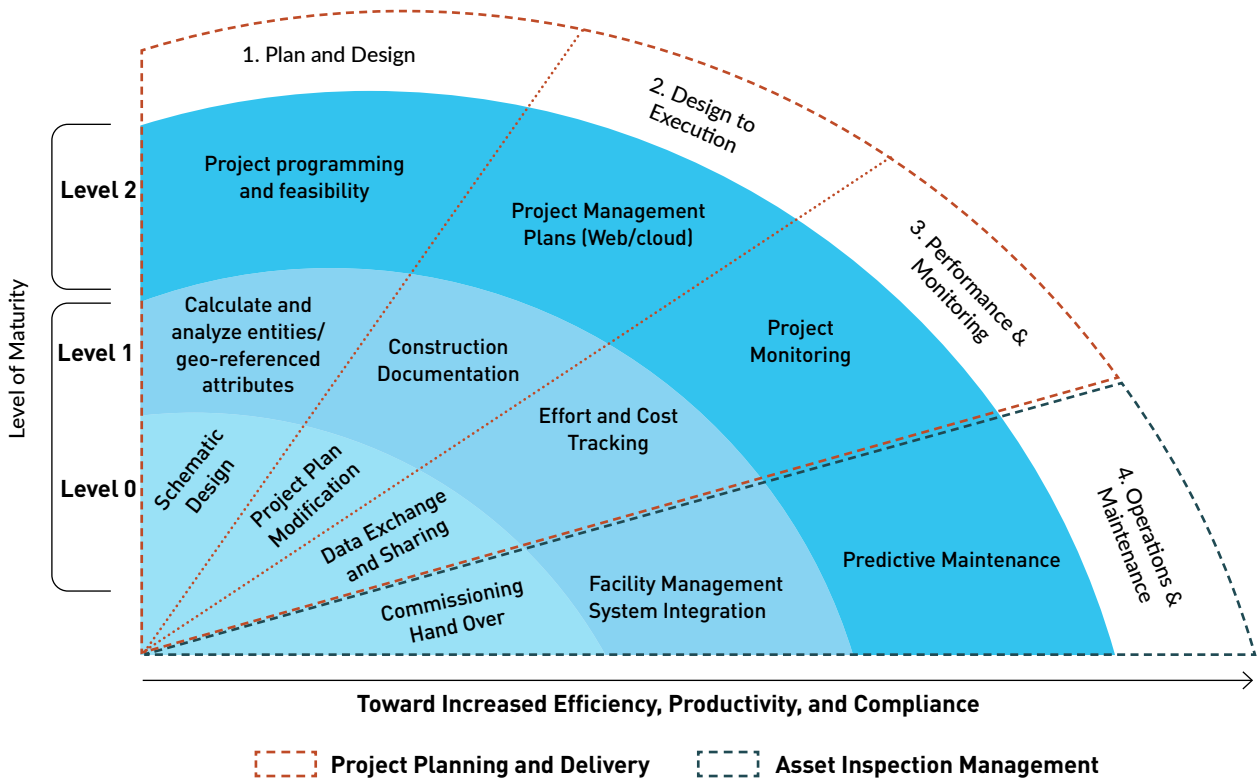 1. Plan and Design
2. Design to
Execution
3. Performance &
Monitoring
4. Operations &
Maintenance
Level of Maturity
Level 2
Level 1
Level 0
Project programming
and feasibility
Project Management
Plans (Web/cloud)
Project
Monitoring
Predictive Maintenance
Calculate and
analyze entities/
geo-referenced
attributes
Construction
Documentation
Effort and Cost
Tracking
Facility Management
System Integration
Schematic
Design
Project Plan
Modification
Data Exchange
and Sharing
Commissioning
Hand Over
Toward Increased Efficiency, Productivity, and Compliance
Project Planning and Delivery
Asset Inspection Management